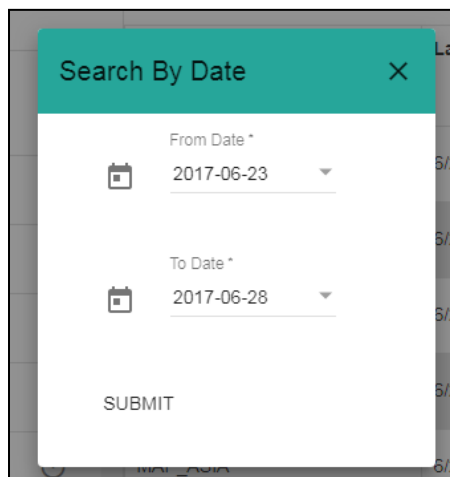 Search By Date
From Date *
2017-06-23
To Date *
2017-06-28
SUBMIT